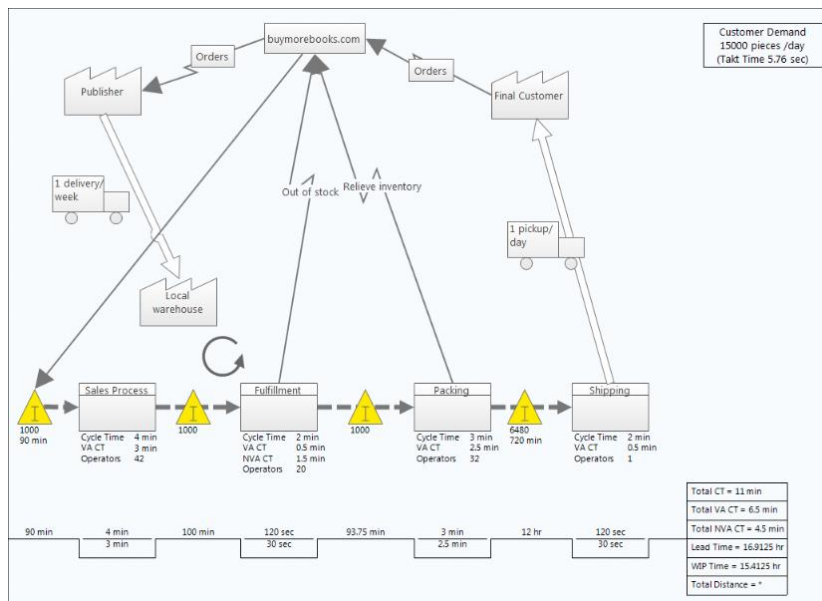 buymorebooks.com
Customer Demand
15000 pieces /day
(Takt Time 5.76 sec)
Orders
Orders
Publisher
Final Customer
1 delivery/
week
Out of stock
Relieve inventory
1 pickup/
day
Local
warehouse
Sales Process
Fulfillment
Packing
Shipping
I
I
I
I
1000
90 min
Cycle Time 4 min
VA CT 3 min
Operators 42
1000
Cycle Time 2 min
VA CT 0.5 min
NVA CT 1.5 min
Operators 20
1000
Cycle Time 3 min
VA CT 2.5 min
Operators 32
6480
720 min
Cycle Time 2 min
VA CT 0.5 min
Operators 1
90 min
4 min
3 min
100 min
120 sec
30 sec
93.75 min
3 min
2.5 min
12 hr
120 sec
30 sec
Total CT = 11 min
Total VA CT = 6.5 min
Total NVA CT = 4.5 min
Lead Time = 16.9125 hr
WIP Time = 15.4125 hr
Total Distance = "